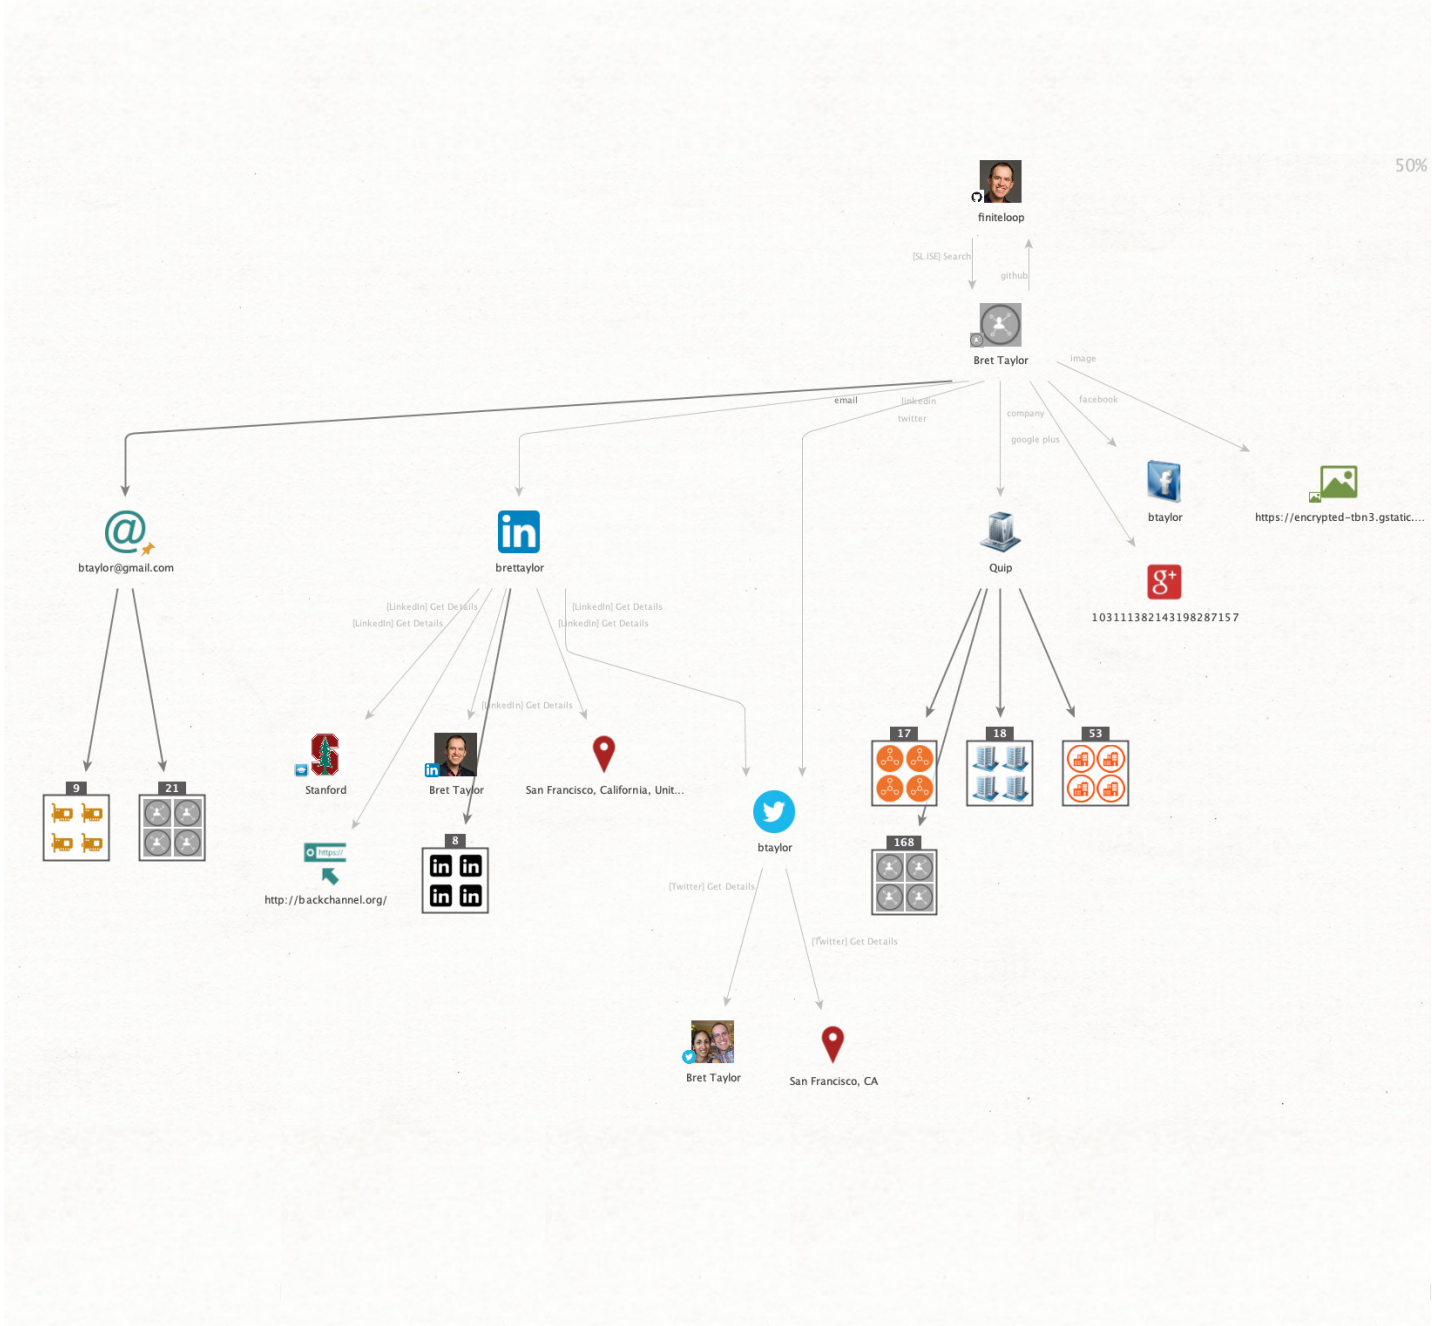 50%
finiteloop
[SL ISE] Search
github
Bret Taylor
image
email
linkedin
facebook
twitter
company
google plus
btaylor
https://encrypted-tbn3.gstatic....
btaylor@gmail.com
brettaylor
Quip
g+
103111382143198287157
[LinkedIn] Get Details
[LinkedIn] Get Details
[LinkedIn] Get Details
[LinkedIn] Get Details
[LinkedIn] Get Details
17
18
53
Stanford
Bret Taylor
San Francisco, California, Unit...
9
21
8
168
https://
http://backchannel.org/
btaylor
[Twitter] Get Details
[Twitter] Get Details
Bret Taylor
San Francisco, CA